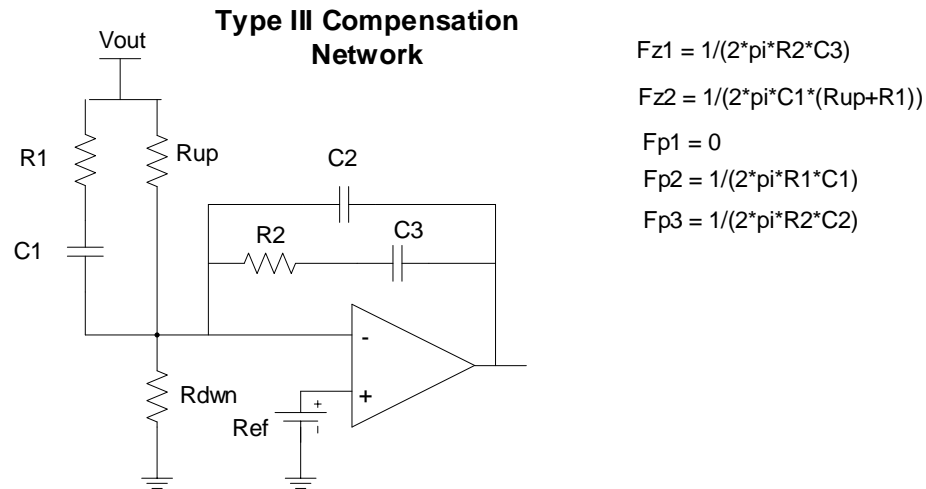 Type III Compensation
Network
Vout
R1
Rup
C2
R2
C3
C1
-
+
Rdwn
Ref
+
-
Fz1 = 1/(2*pi*R2*C3)
Fz2 = 1/(2*pi*C1*(Rup+R1))
Fp1 = 0
Fp2 = 1/(2*pi*R1*C1)
Fp3 = 1/(2*pi*R2*C2)